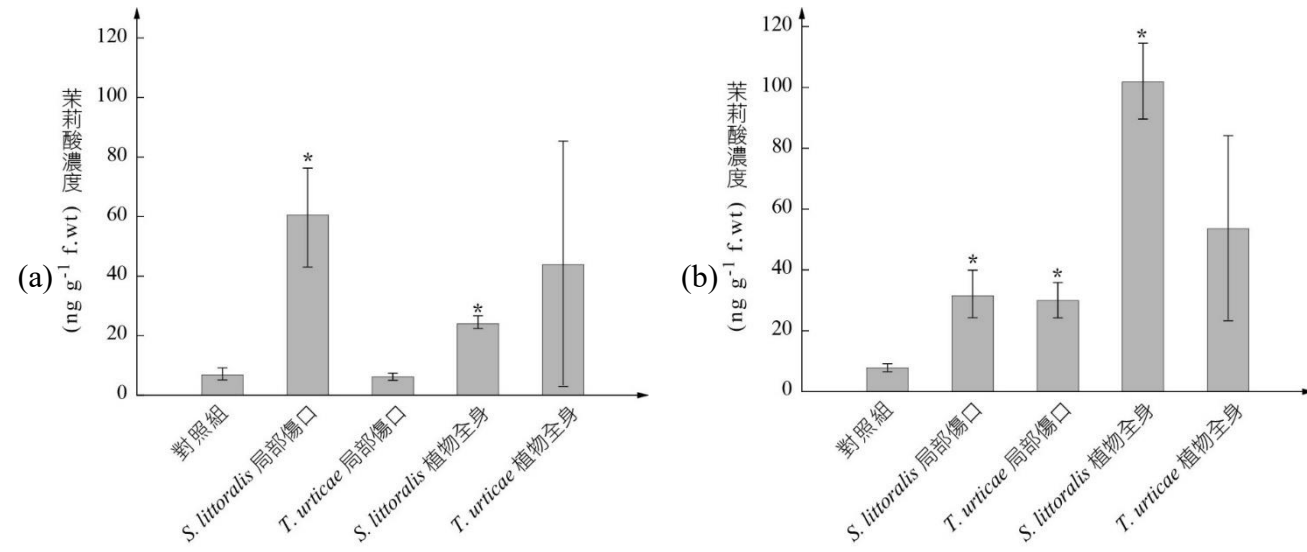 (a)
茉莉酸濃度
(ng g⁻¹ f.wt)
120
100
80
60
40
20
0
*
*
對照組
S. littoralis 局部傷口
T. urticae 局部傷口
S. littoralis 植物全身
T. urticae 植物全身
(b)
茉莉酸濃度
(ng g⁻¹ f.wt)
120
100
80
60
40
20
0
*
*
*
對照組
S. littoralis 局部傷口
T. urticae 局部傷口
S. littoralis 植物全身
T. urticae 植物全身